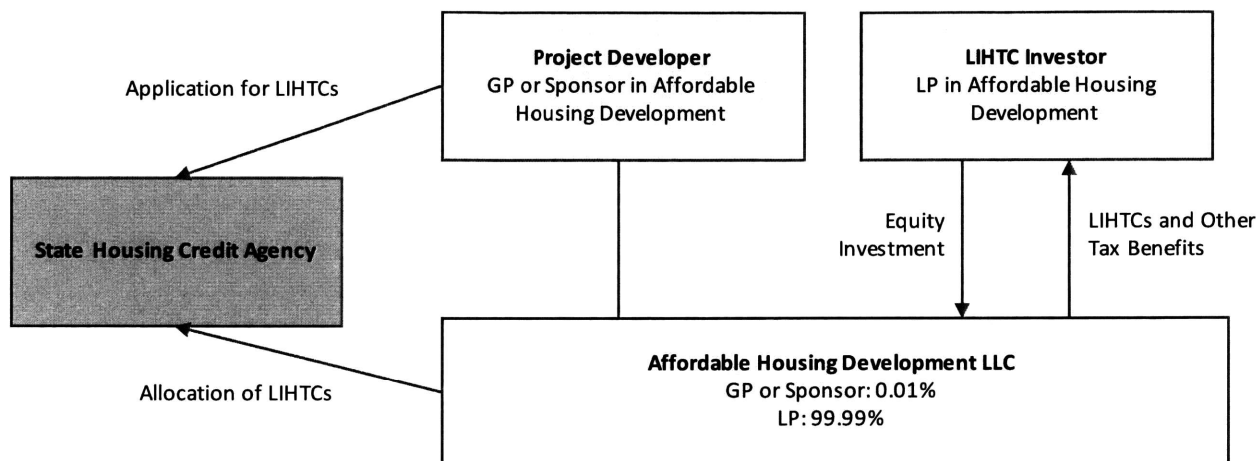 Project Developer
GP or Sponsor in Affordable
Housing Development
LIHTC Investor
LP in Affordable Housing
Development
Application for LIHTCs
State Housing Credit Agency
Equity
Investment
LIHTCs and Other
Tax Benefits
Allocation of LIHTCs
Affordable Housing Development LLC
GP or Sponsor: 0.01%
LP: 99.99%